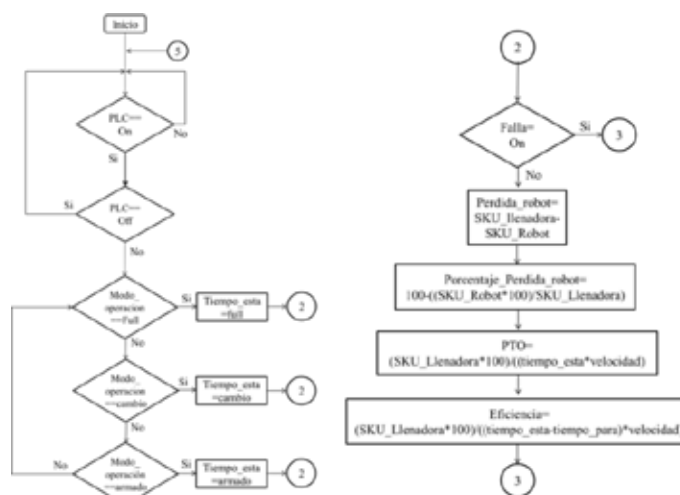 Inicio
5
PLC==
On
No
Si
PLC==
Off
Si
No
Modo_
operacion
==Full
Si
Tiempo_esta
=full
2
No
Modo_
operacion
==cambio
Si
Tiempo_esta
=cambio
2
No
Modo_
operación
==armado
No
Si
Tiempo_esta
=armado
2
2
Falla=
On
Si
3
No
Perdida_robot=
SKU_llenadora-
SKU_Robot
Porcentaje_Perdida_robot=
100-((SKU_Robot*100)/SKU_Llenadora)
PTO=
(SKU_Llenadora*100)/((tiempo_esta*velocidad)
Eficiencia=
(SKU_Llenadora*100)/((tiempo_esta-tiempo_para)*velocidad)
3